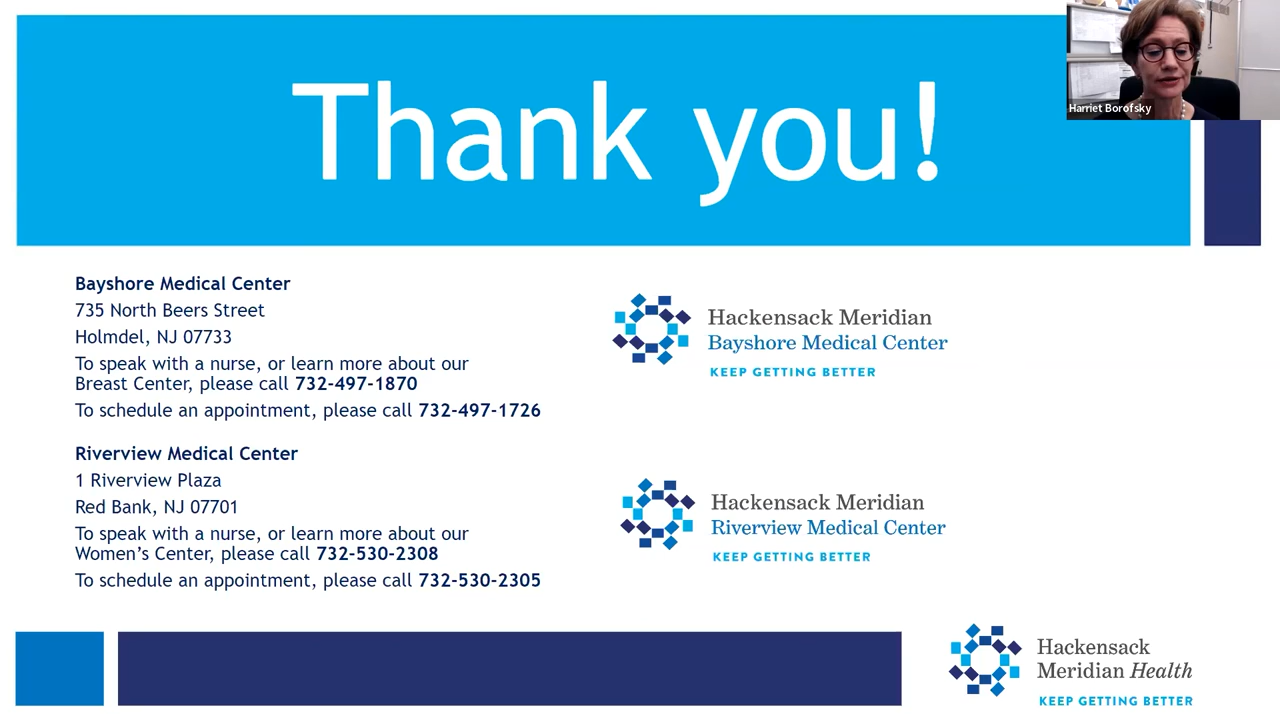 Thank you!
Harriet Borofsky
Bayshore Medical Center
735 North Beers Street
Holmdel, NJ 07733
To speak with a nurse, or learn more about our
Breast Center, please call 732-497-1870
To schedule an appointment, please call 732-497-1726
Hackensack Meridian
Bayshore Medical Center
KEEP GETTING BETTER
Riverview Medical Center
1 Riverview Plaza
Red Bank, NJ 07701
To speak with a nurse, or learn more about our
Women’s Center, please call 732-530-2308
To schedule an appointment, please call 732-530-2305
Hackensack Meridian
Riverview Medical Center
KEEP GETTING BETTER
Hackensack
Meridian Health
KEEP GETTING BETTER